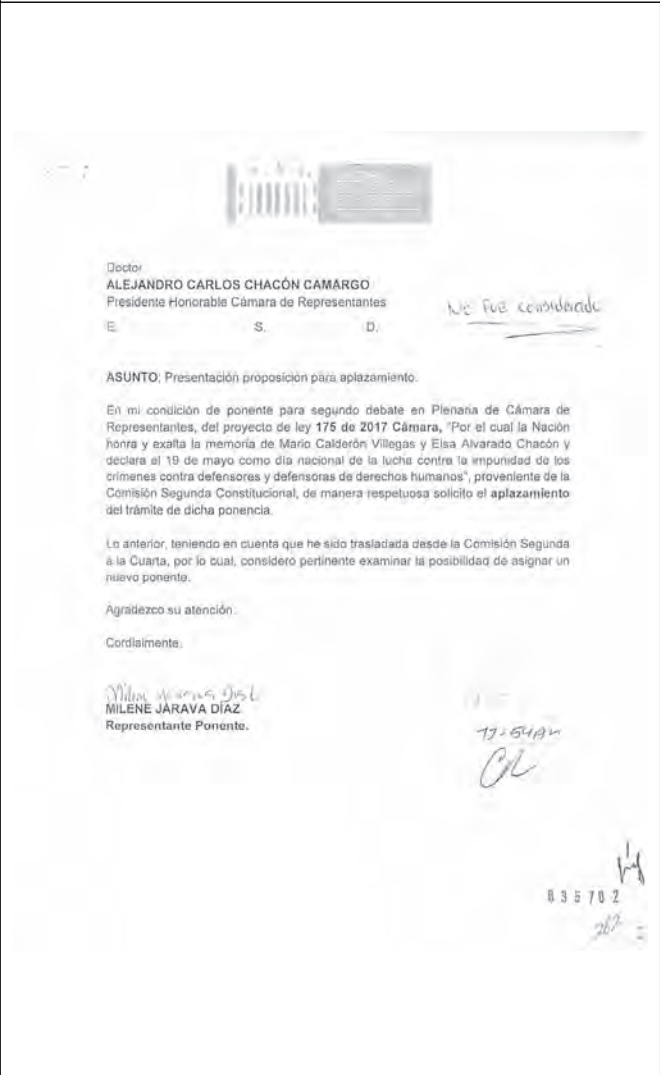 Doctor
ALEJANDRO CARLOS CHACÓN CAMARGO
Presidente Honorable Cámara de Representantes
No fue considerado
E. S. D.
ASUNTO: Presentación proposición para aplazamiento.
En mi condición de ponente para segundo debate en Plenaria de Cámara de
Representantes, del proyecto de ley 175 de 2017 Cámara, "Por el cual la Nación
honra y exalta la memoria de Mario Calderón Villegas y Elsa Alvarado Chacón y
declara el 19 de mayo como día nacional de la lucha contra la impunidad de los
crímenes contra defensores y defensoras de derechos humanos", proveniente de la
Comisión Segunda Constitucional, de manera respetuosa solicito el aplazamiento
del trámite de dicha ponencia.
Lo anterior, teniendo en cuenta que he sido trasladada desde la Comisión Segunda
a la Cuarta, por lo cual, considero pertinente examinar la posibilidad de asignar un
nuevo ponente.
Agradezco su atención.
Cordialmente,
MILENE JARAVA DÍAZ
Representante Ponente.
11:54AM
035702
262